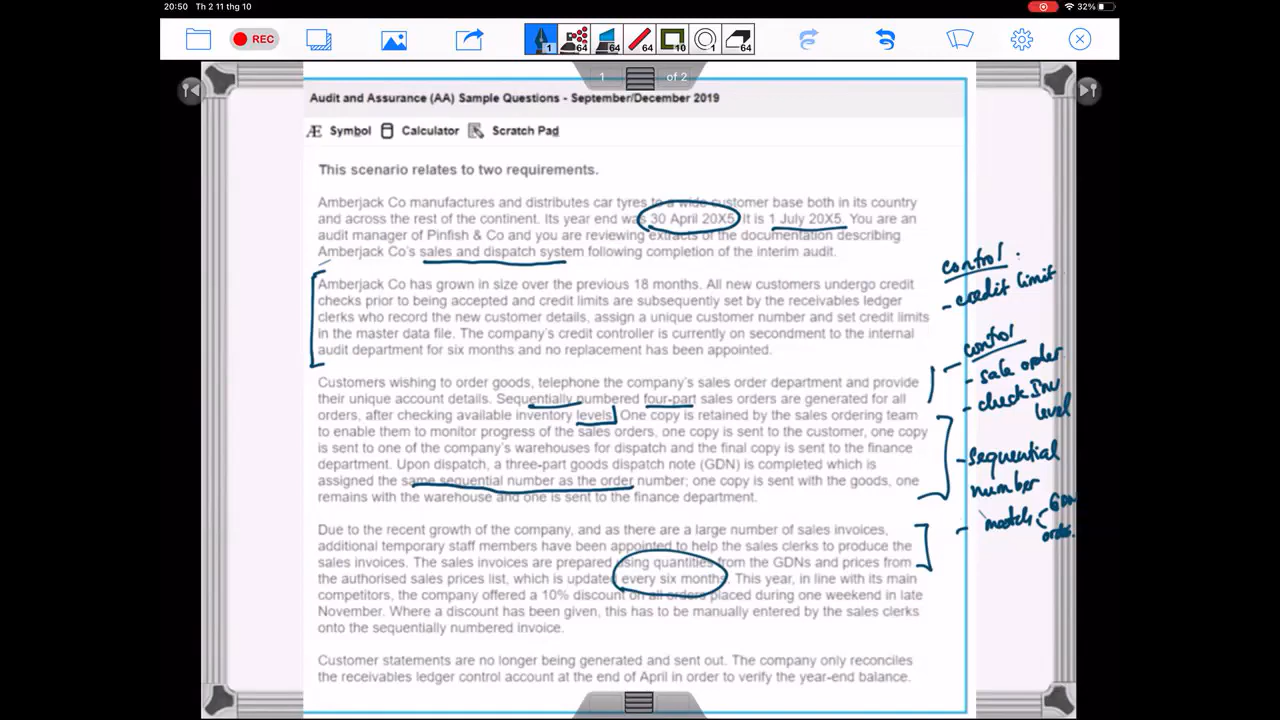 20:50 Th 2 11 thg 10
32%
REC
1
64
64
64
10
1
64
1 of 2
Audit and Assurance (AA) Sample Questions - September/December 2019
Æ Symbol Calculator Scratch Pad
This scenario relates to two requirements.
Amberjack Co manufactures and distributes car tyres to a wide customer base both in its country
and across the rest of the continent. Its year end was 30 April 20X5. It is 1 July 20X5. You are an
audit manager of Pinfish & Co and you are reviewing extracts of the documentation describing
Amberjack Co's sales and dispatch system following completion of the interim audit.
Amberjack Co has grown in size over the previous 18 months. All new customers undergo credit
checks prior to being accepted and credit limits are subsequently set by the receivables ledger
clerks who record the new customer details, assign a unique customer number and set credit limits
in the master data file. The company's credit controller is currently on secondment to the internal
audit department for six months and no replacement has been appointed.
Customers wishing to order goods, telephone the company's sales order department and provide
their unique account details. Sequentially numbered four-part sales orders are generated for all
orders, after checking available inventory levels. One copy is retained by the sales ordering team
to enable them to monitor progress of the sales orders, one copy is sent to the customer, one copy
is sent to one of the company's warehouses for dispatch and the final copy is sent to the finance
department. Upon dispatch, a three-part goods dispatch note (GDN) is completed which is
assigned the same sequential number as the order number; one copy is sent with the goods, one
remains with the warehouse and one is sent to the finance department.
Due to the recent growth of the company, and as there are a large number of sales invoices,
additional temporary staff members have been appointed to help the sales clerks to produce the
sales invoices. The sales invoices are prepared using quantities from the GDNs and prices from
the authorised sales prices list, which is updated every six months. This year, in line with its main
competitors, the company offered a 10% discount on all orders placed during one weekend in late
November. Where a discount has been given, this has to be manually entered by the sales clerks
onto the sequentially numbered invoice.
Customer statements are no longer being generated and sent out. The company only reconciles
the receivables ledger control account at the end of April in order to verify the year-end balance.
control
- credit limit
control
- sale order
- check Inv
level
- sequential
number
- match GDN
order